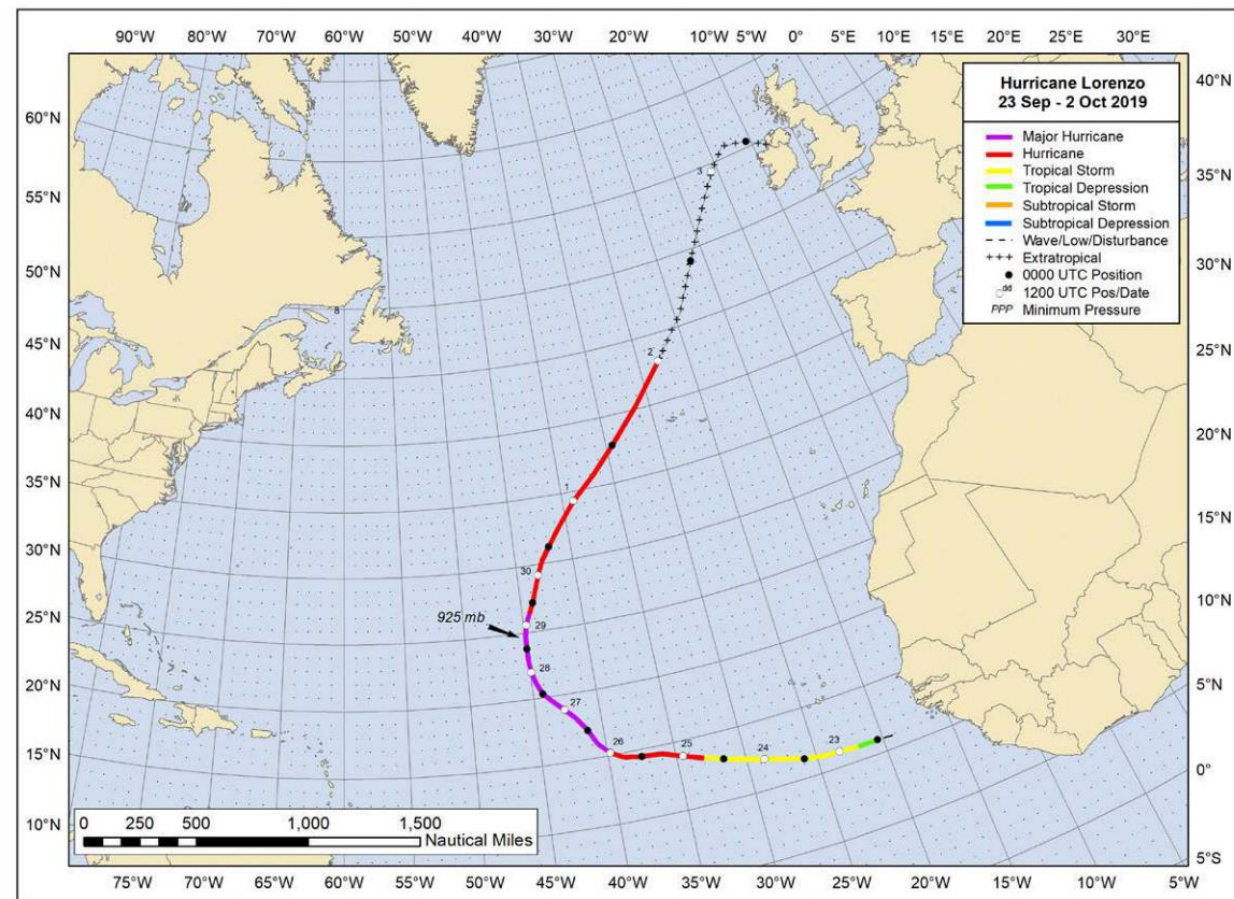 90°W 80°W 70°W 60°W 50°W 40°W 30°W 20°W 10°W 5°W 0° 5°E 10°E 15°E 20°E 25°E 30°E
Hurricane Lorenzo
23 Sep - 2 Oct 2019
Major Hurricane
Hurricane
Tropical Storm
Tropical Depression
Subtropical Storm
Subtropical Depression
Wave/Low/Disturbance
Extratropical
0000 UTC Position
dd 1200 UTC Pos/Date
PPP Minimum Pressure
60°N
55°N
50°N
45°N
40°N
35°N
30°N
25°N
20°N
15°N
10°N
40°N
35°N
30°N
25°N
20°N
15°N
10°N
5°N
0°
5°S
3
2
1
30
925 mb
29
28
27
26
25
24
23
8
0 250 500 1,000 1,500
Nautical Miles
75°W 70°W 65°W 60°W 55°W 50°W 45°W 40°W 35°W 30°W 25°W 20°W 15°W 10°W 5°W